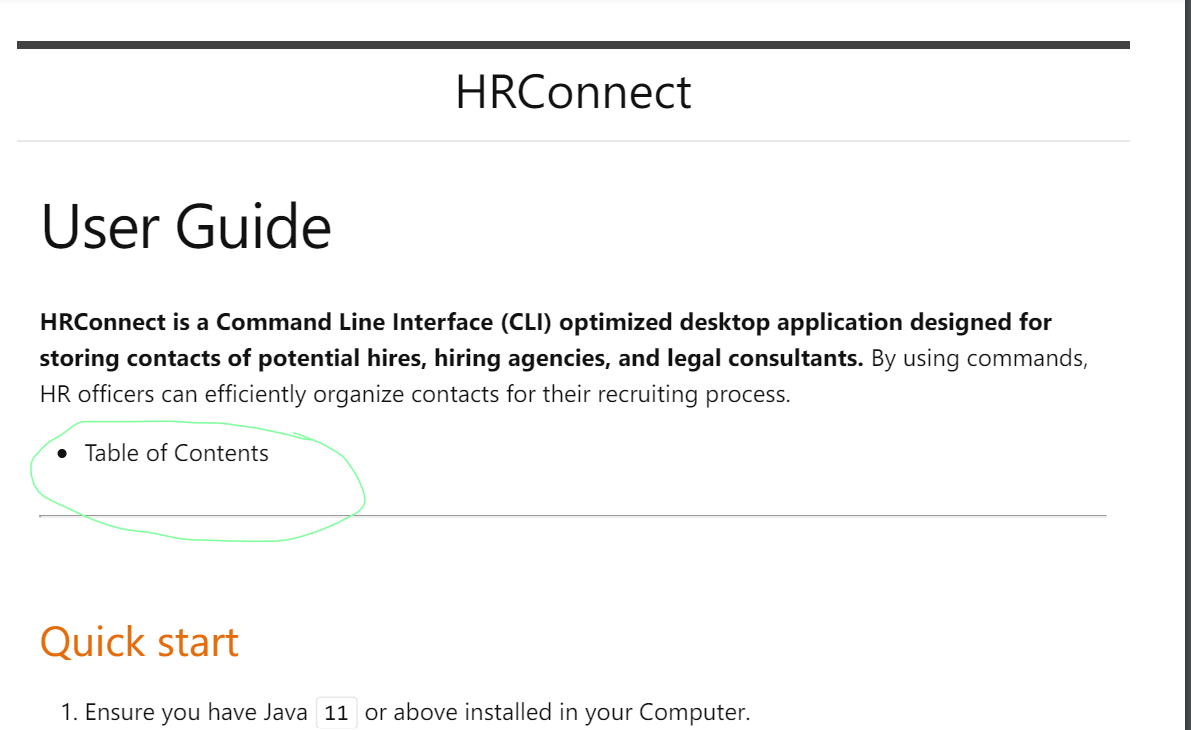 HRConnect
User Guide
HRConnect is a Command Line Interface (CLI) optimized desktop application designed for
storing contacts of potential hires, hiring agencies, and legal consultants. By using commands,
HR officers can efficiently organize contacts for their recruiting process.
• Table of Contents
Quick start
1. Ensure you have Java 11 or above installed in your Computer.